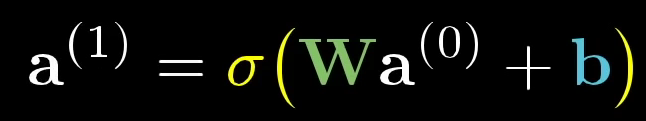 a⁽¹⁾ = σ(Wa⁽⁰⁾ + b)